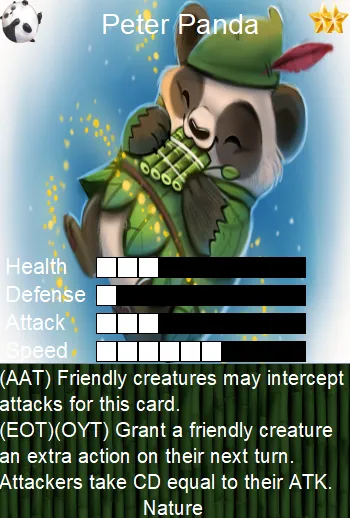 Peter Panda
Health
Defense
Attack
Speed
(AAT) Friendly creatures may intercept
attacks for this card.
(EOT)(OYT) Grant a friendly creature
an extra action on their next turn.
Attackers take CD equal to their ATK.
Nature